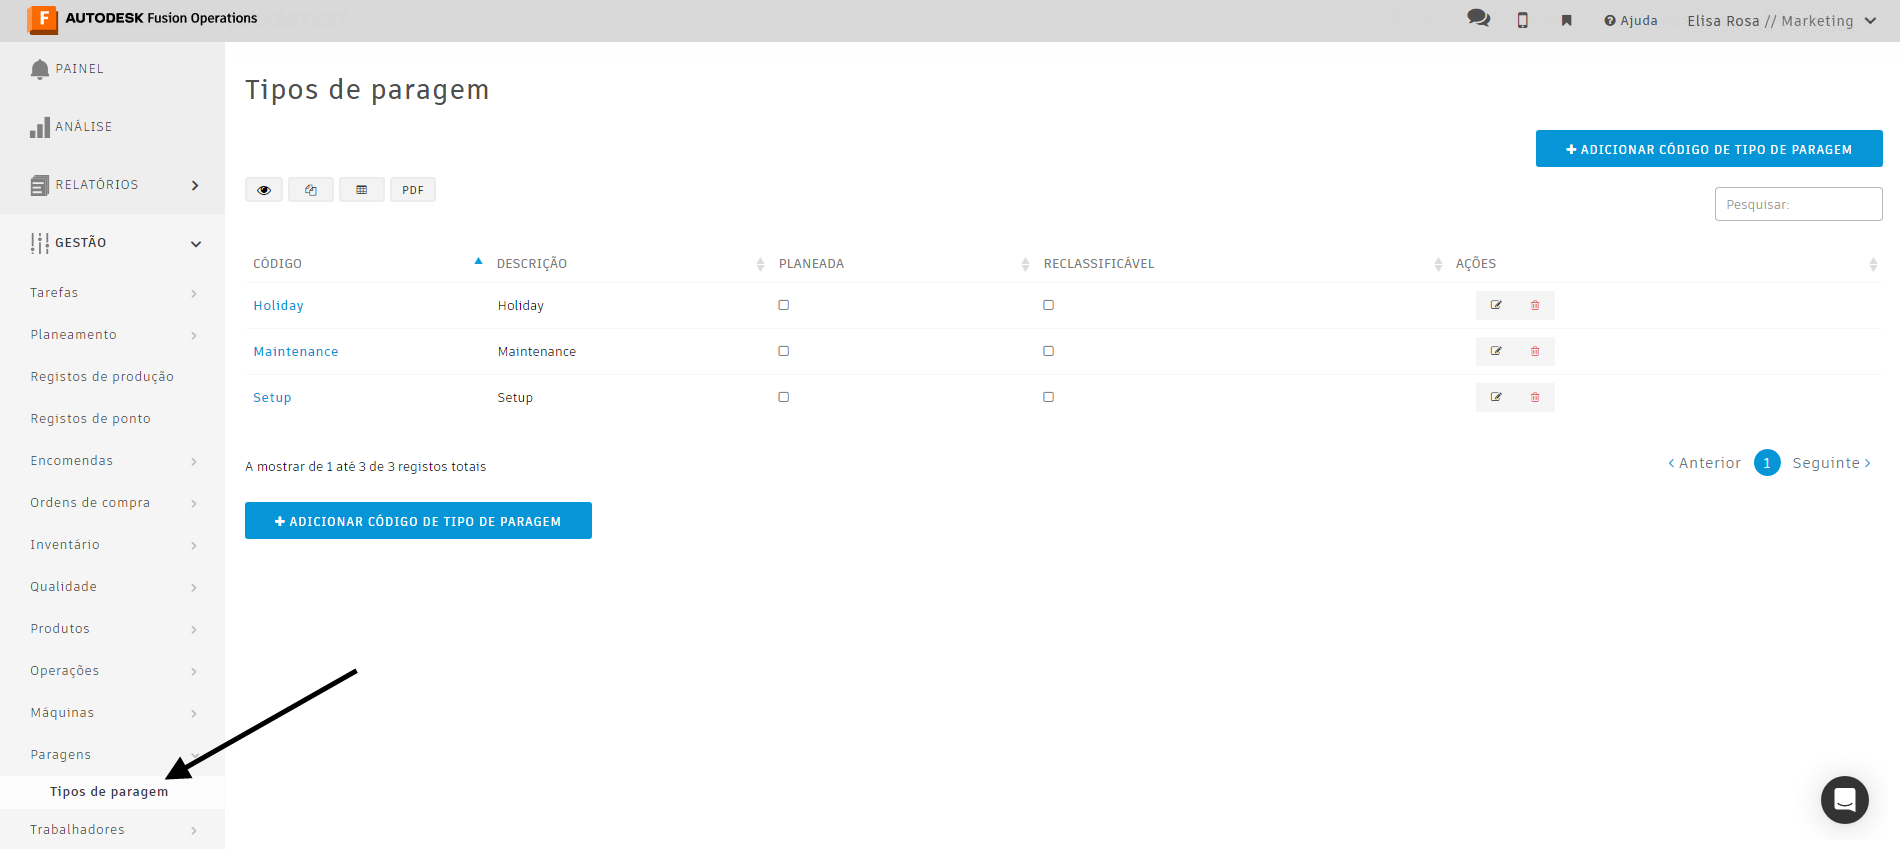 F AUTODESK Fusion Operations
Ajuda
Elisa Rosa // Marketing
PAINEL
ANÁLISE
RELATÓRIOS
GESTÃO
Tarefas
Planeamento
Registos de produção
Registos de ponto
Encomendas
Ordens de compra
Inventário
Qualidade
Produtos
Operações
Máquinas
Paragens
Tipos de paragem
Trabalhadores
Tipos de paragem
+ ADICIONAR CÓDIGO DE TIPO DE PARAGEM
PDF
Pesquisar:
CÓDIGO DESCRIÇÃO PLANEADA RECLASSIFICÁVEL AÇÕES
Holiday Holiday
Maintenance Maintenance
Setup Setup
A mostrar de 1 até 3 de 3 registos totais
< Anterior 1 Seguinte >
+ ADICIONAR CÓDIGO DE TIPO DE PARAGEM